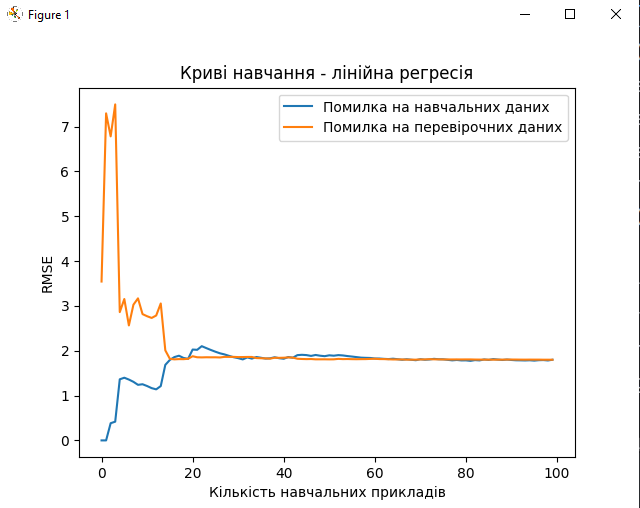 Figure 1
Криві навчання - лінійна регресія
Помилка на навчальних даних
Помилка на перевірочних даних
RMSE
7
6
5
4
3
2
1
0
0 20 40 60 80 100
Кількість навчальних прикладів